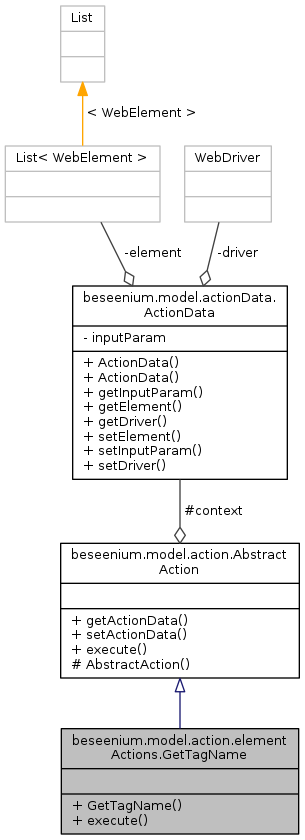 List
< WebElement >
List< WebElement >
WebDriver
-element
-driver
beseenium.model.actionData.
ActionData
- inputParam
+ ActionData()
+ ActionData()
+ getInputParam()
+ getElement()
+ getDriver()
+ setElement()
+ setInputParam()
+ setDriver()
#context
beseenium.model.action.Abstract
Action
+ getActionData()
+ setActionData()
+ execute()
# AbstractAction()
beseenium.model.action.element
Actions.GetTagName
+ GetTagName()
+ execute()